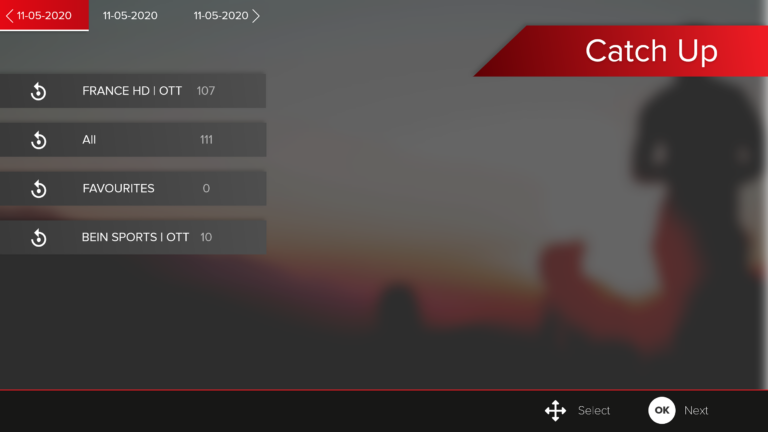 11-05-2020 11-05-2020 11-05-2020
Catch Up
FRANCE HD | OTT 107
All 111
FAVOURITES 0
BEIN SPORTS | OTT 10
Select OK Next